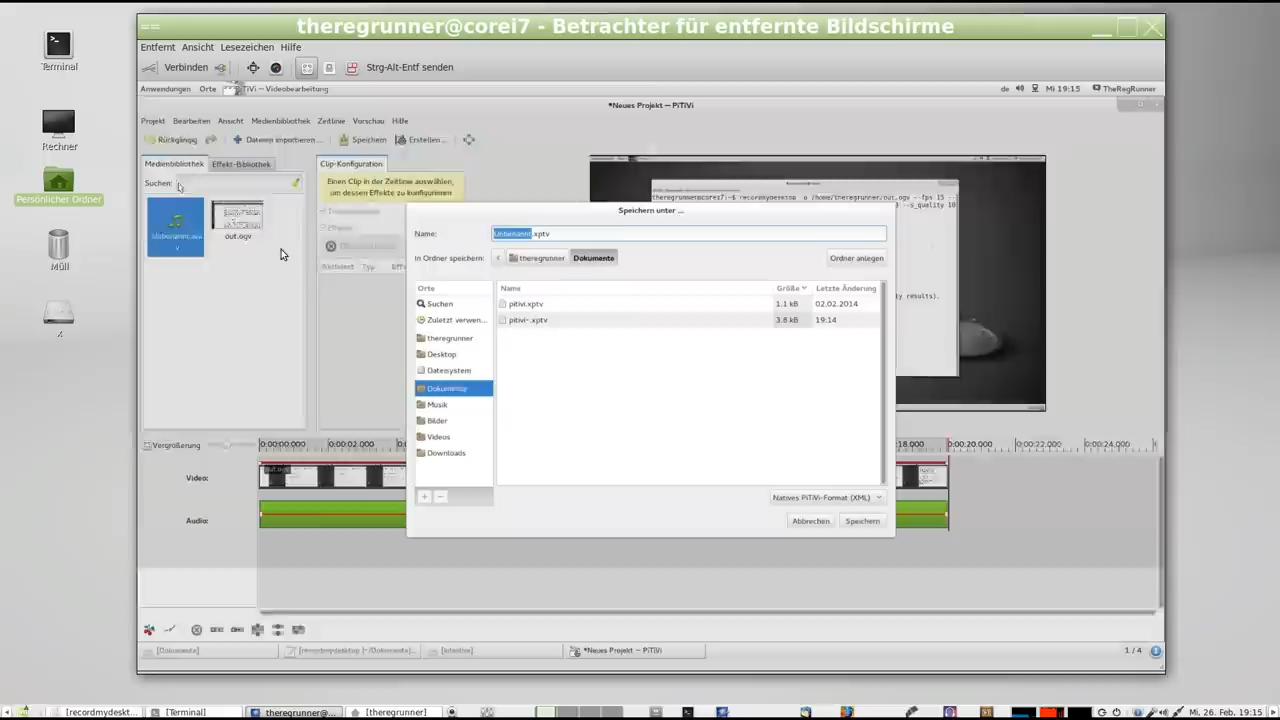 theregrunner@corei7 - Betrachter für entfernte Bildschirme
Entfernt Ansicht Lesezeichen Hilfe
Verbinden Strg-Alt-Entf senden
Anwendungen Orte PiTiVi — Videobearbeitung de Mi 19:15 TheRegRunner
*Neues Projekt — PiTiVi
Projekt Bearbeiten Ansicht Medienbibliothek Zeitlinie Vorschau Hilfe
Rückgängig Dateien importieren... Speichern Erstellen...
Medienbibliothek Effekt-Bibliothek Clip-Konfiguration
Suchen:
Einen Clip in der Zeitlinie auswählen,
um dessen Effekte zu konfigurieren
out.ogv
Typ
Speichern unter ...
Name: Unbenannt.xptv
In Ordner speichern: theregrunner Dokumente Ordner anlegen
Orte Name Größe Letzte Änderung
Suchen pitivi.xptv 1.1 kB 02.02.2014
Zuletzt verwen... pitivi~.xptv 3.8 kB 19:14
theregrunner
Desktop
Dateisystem
Dokumente
Musik
Bilder
Videos
Downloads
Natives PiTiVi-Format (XML)
Abbrechen Speichern
Vergrößerung 0:00:00.000 0:00:02.000 18.000 0:00:20.000 0:00:22.000 0:00:24.000
Video:
Audio:
[Dokumente] [recordmydesktop (~/Dokumente)... *Neues Projekt — PiTiVi 1 / 4
Terminal
Rechner
Persönlicher Ordner
Müll
x
[recordmydeskt... [Terminal] theregrunner@... [theregrunner] Mi, 26. Feb, 19:15